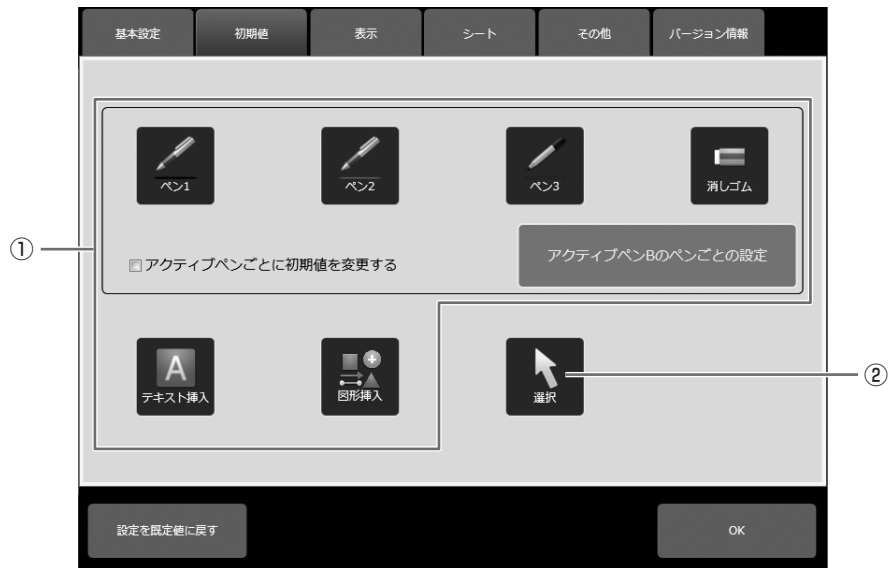 基本設定
初期値
表示
シート
その他
バージョン情報
ペン1
ペン2
ペン3
消しゴム
①
アクティブペンごとに初期値を変更する
アクティブペンBのペンごとの設定
A
テキスト挿入
図形挿入
選択
②
設定を既定値に戻す
OK